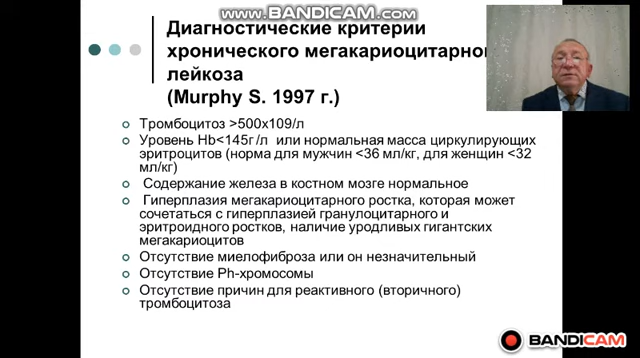 www.BANDICAM.com
Диагностические критерии
хронического мегакариоцитарно
лейкоза
(Murphy S. 1997 г.)
Тромбоцитоз >500х109/л
Уровень Hb<145г/л или нормальная масса циркулирующих
эритроцитов (норма для мужчин <36 мл/кг, для женщин <32
мл/кг)
Содержание железа в костном мозге нормальное
Гиперплазия мегакариоцитарного ростка, которая может
сочетаться с гиперплазией гранулоцитарного и
эритроидного ростков, наличие уродливых гигантских
мегакариоцитов
Отсутствие миелофиброза или он незначительный
Отсутствие Ph-хромосомы
Отсутствие причин для реактивного (вторичного)
тромбоцитоза
BANDICAM